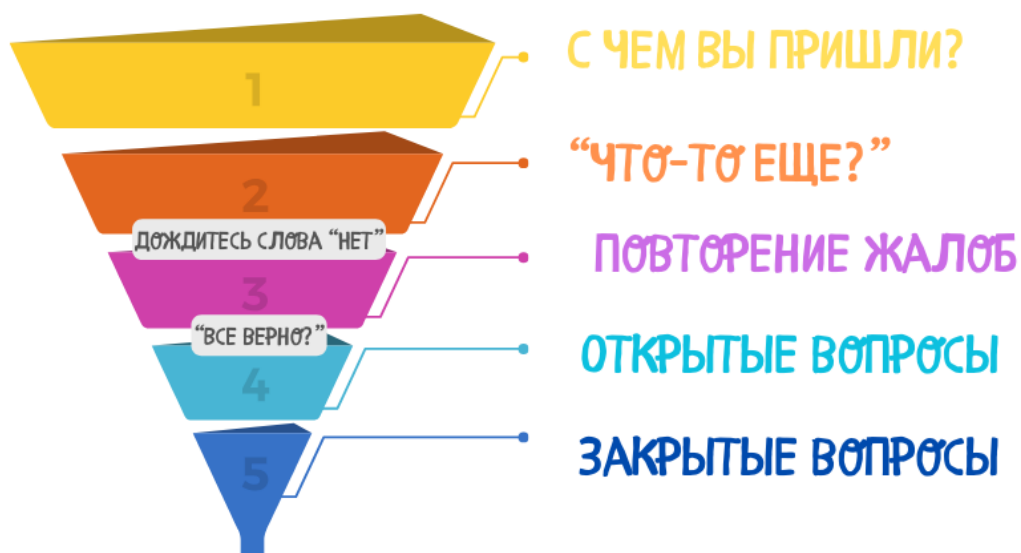 1
С ЧЕМ ВЫ ПРИШЛИ?
2
“ЧТО-ТО ЕЩЕ?”
ДОЖДИТЕСЬ СЛОВА “НЕТ”
3
ПОВТОРЕНИЕ ЖАЛОБ
“ВСЕ ВЕРНО?”
4
ОТКРЫТЫЕ ВОПРОСЫ
5
ЗАКРЫТЫЕ ВОПРОСЫ